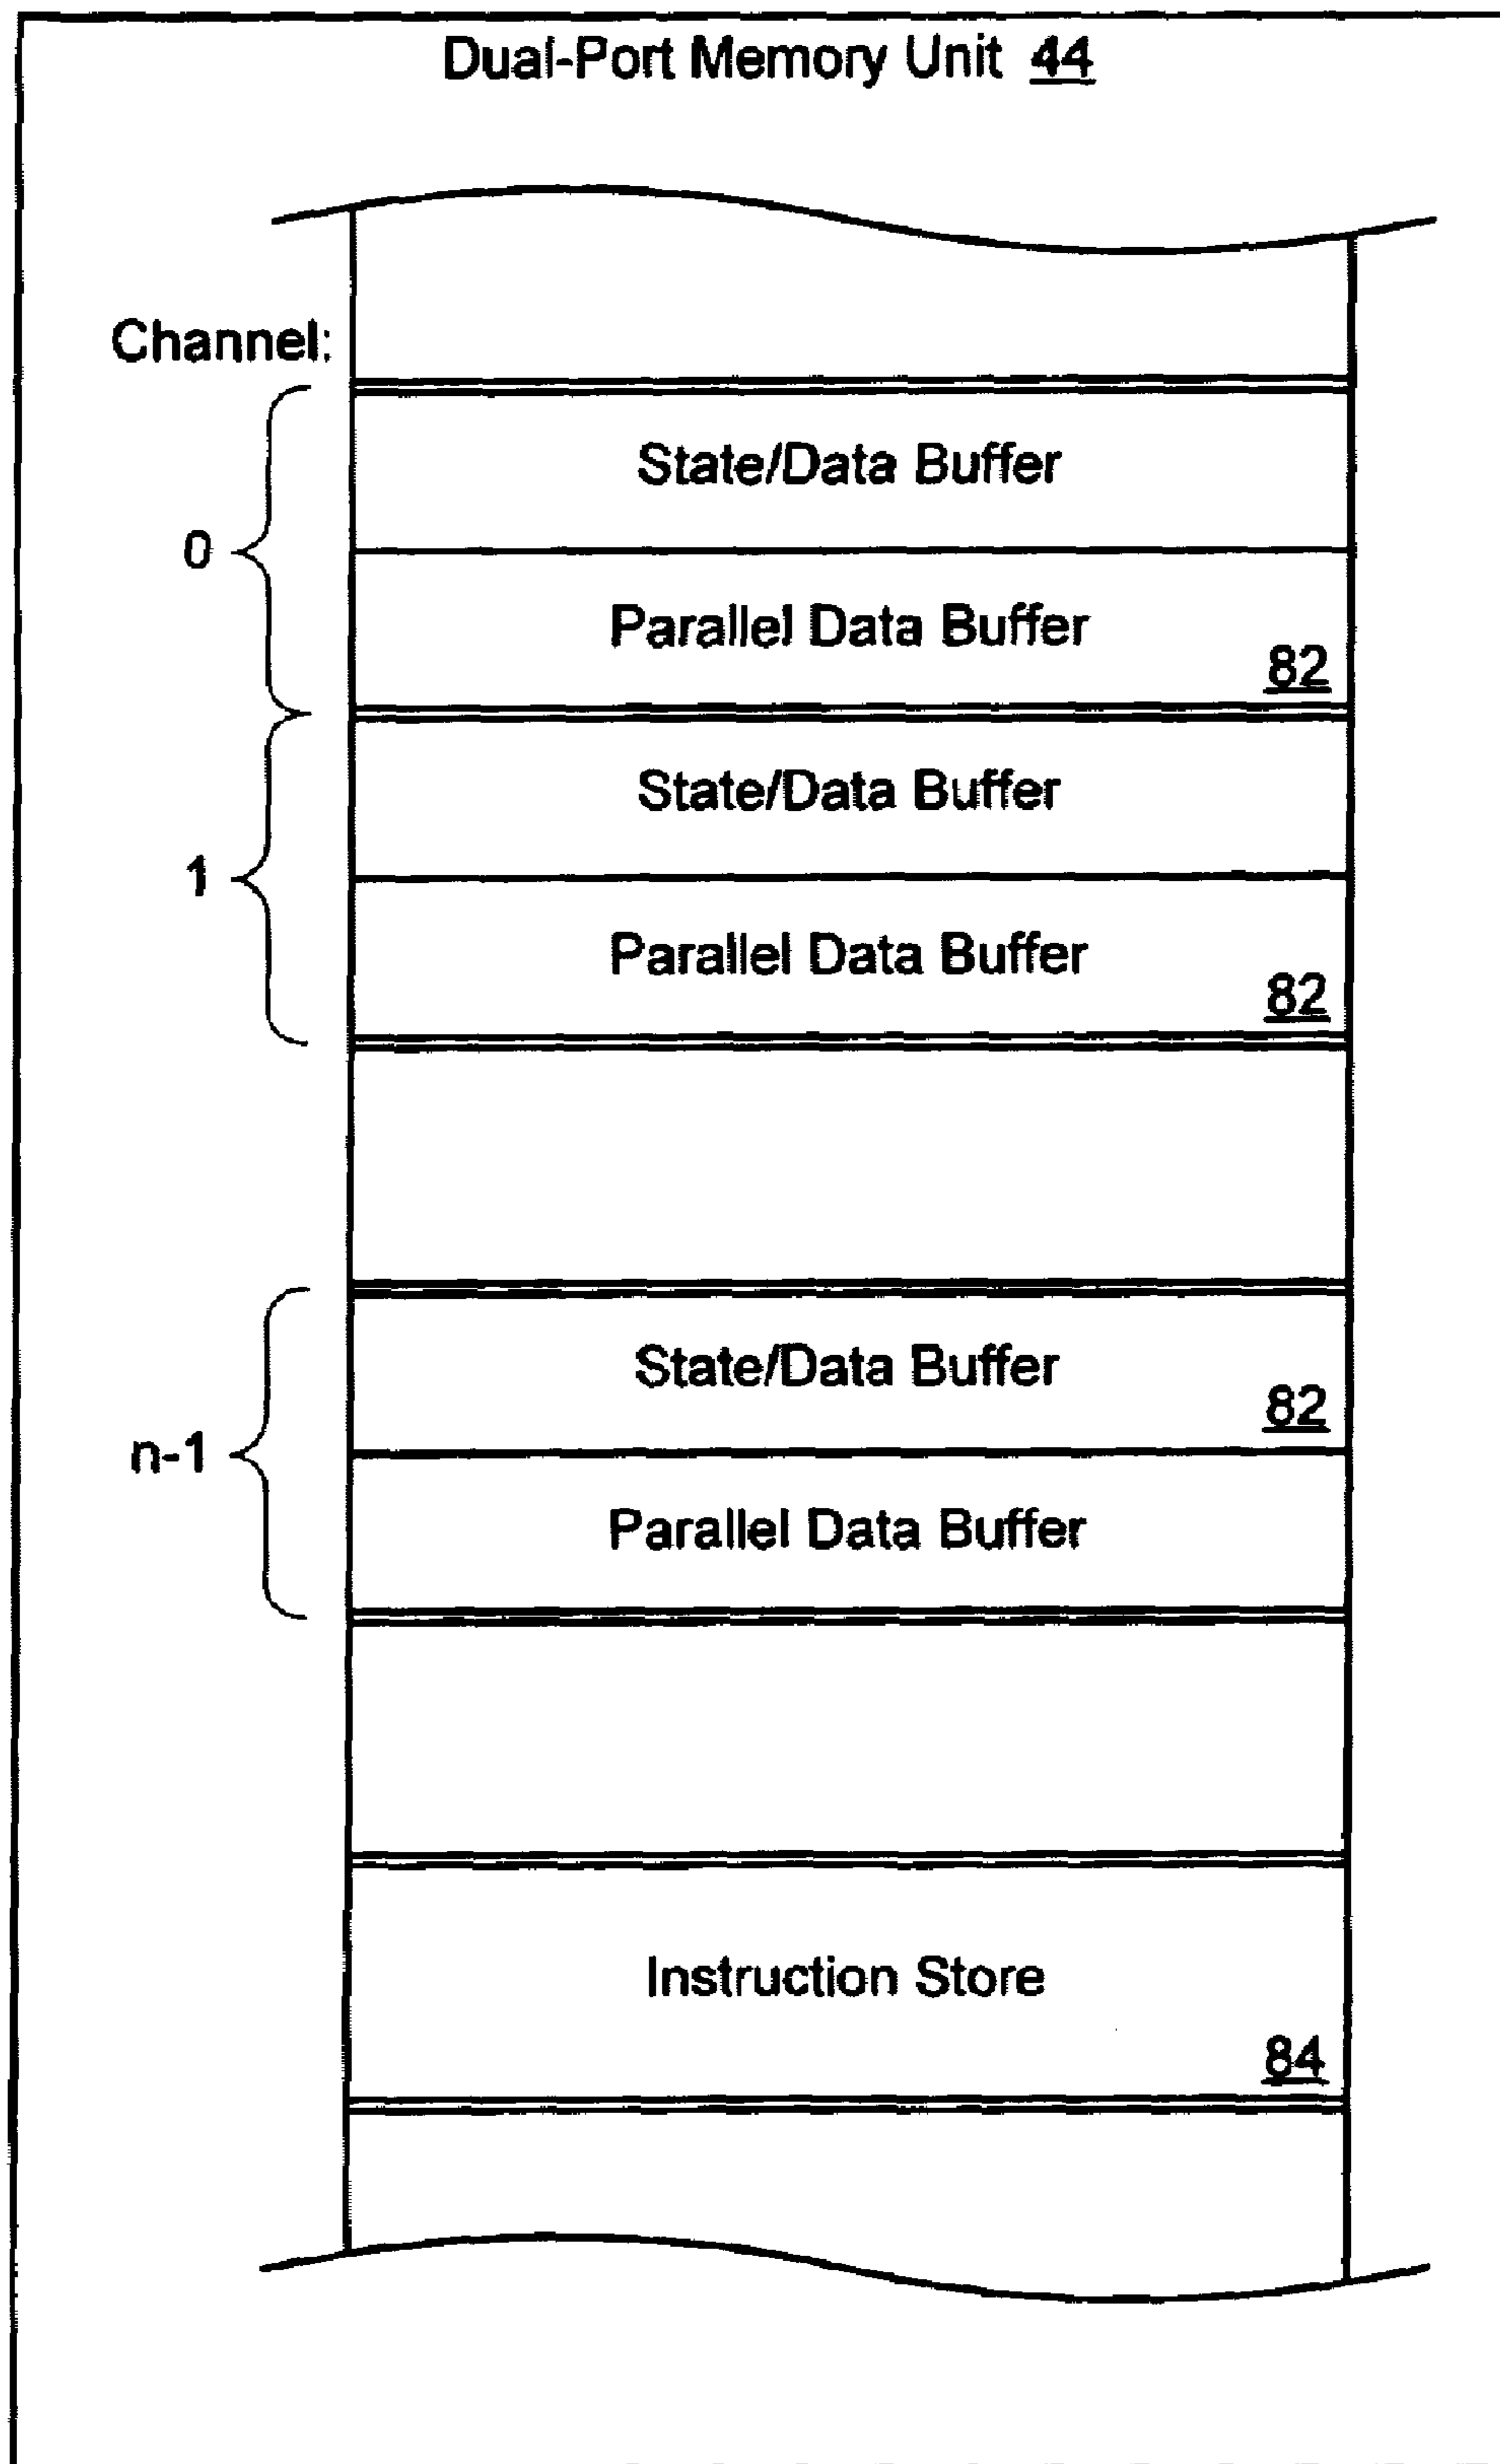 Dual-Port Memory Unit 44
Channel:
State/Data Buffer
0
Parallel Data Buffer
82
State/Data Buffer
1
Parallel Data Buffer
82
State/Data Buffer
82
n-1
Parallel Data Buffer
Instruction Store
84